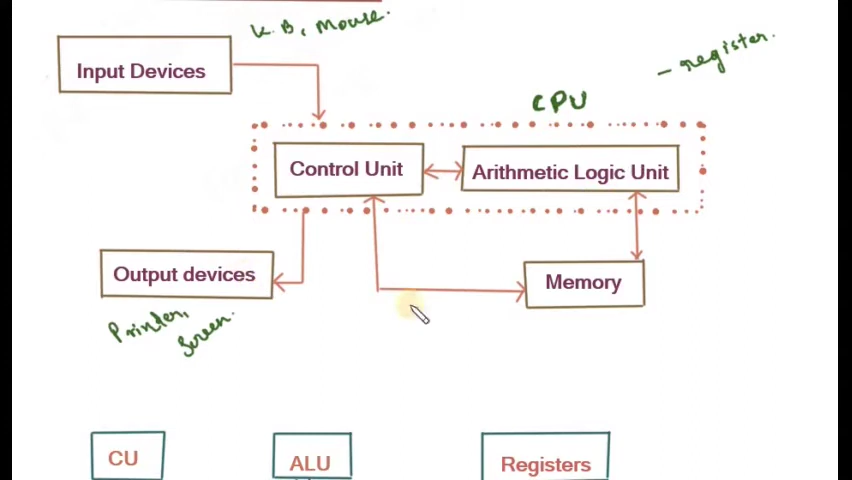 K.B, Mouse.
Input Devices
- register.
CPU
Control Unit
Arithmetic Logic Unit
Output devices
Memory
Printer,
Screen.
CU
ALU
Registers